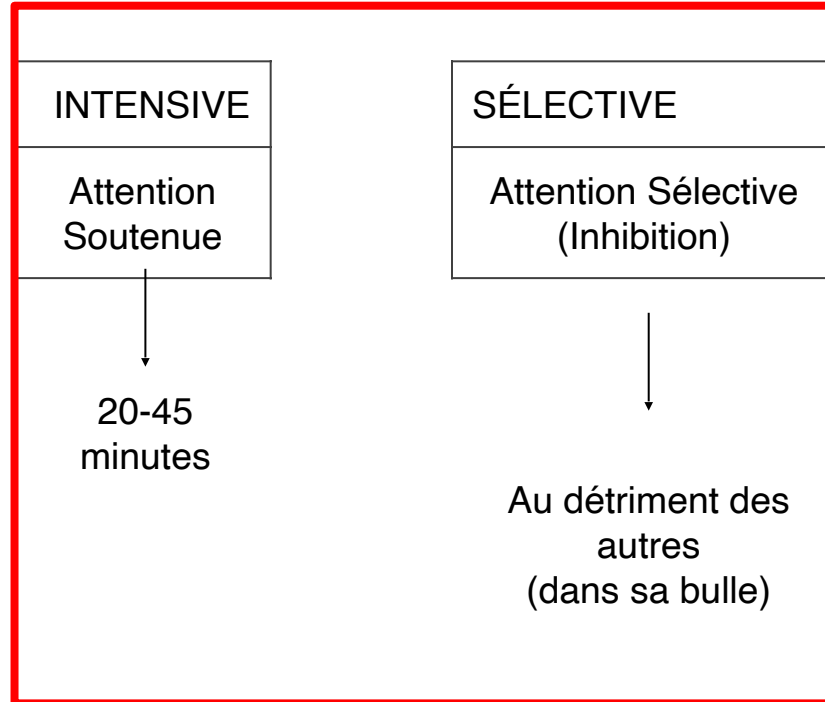 INTENSIVE
Attention
Soutenue
20-45
minutes
SÉLECTIVE
Attention Sélective
(Inhibition)
Au détriment des
autres
(dans sa bulle)